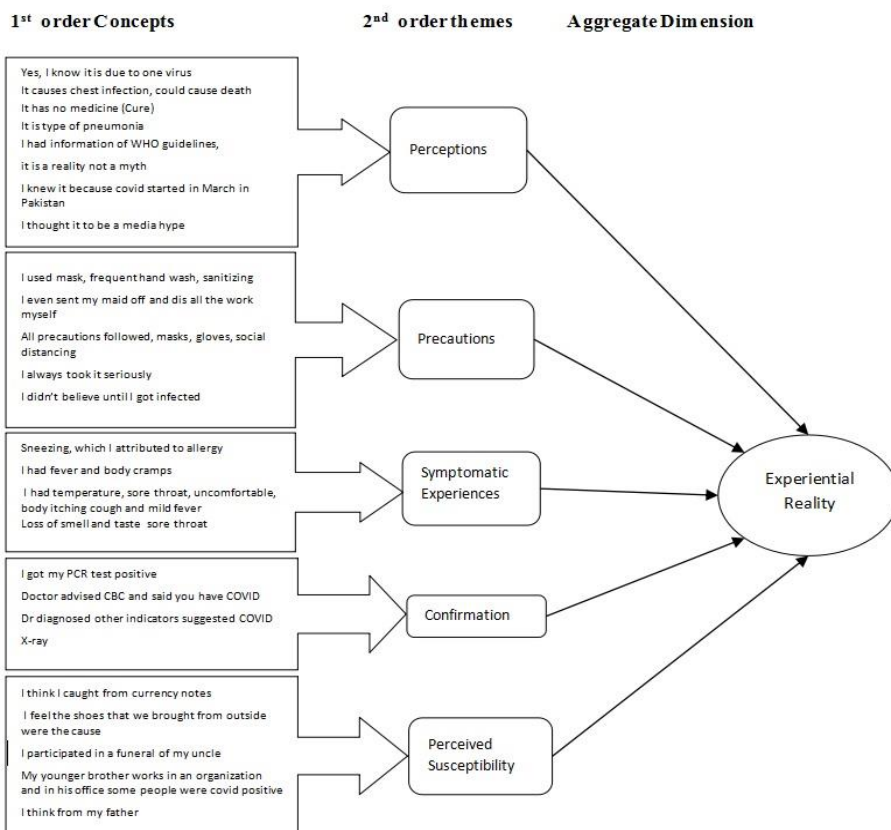 1st order Concepts 2nd order themes Aggregate Dimension
Yes, I know it is due to one virus
It causes chest infection, could cause death
It has no medicine (Cure)
It is type of pneumonia
I had information of WHO guidelines,
it is a reality not a myth
I knew it because covid started in March in
Pakistan
I thought it to be a media hype
Perceptions
I used mask, frequent hand wash, sanitizing
I even sent my maid off and dis all the work
myself
All precautions followed, masks, gloves, social
distancing
I always took it seriously
I didn't believe until I got infected
Precautions
Sneezing, which I attributed to allergy
I had fever and body cramps
I had temperature, sore throat, uncomfortable,
body itching cough and mild fever
Loss of smell and taste sore throat
Symptomatic
Experiences
I got my PCR test positive
Doctor advised CBC and said you have COVID
Dr diagnosed other indicators suggested COVID
X-ray
Confirmation
I think I caught from currency notes
I feel the shoes that we brought from outside
were the cause
I participated in a funeral of my uncle
My younger brother works in an organization
and in his office some people were covid positive
I think from my father
Perceived
Susceptibility
Experiential
Reality